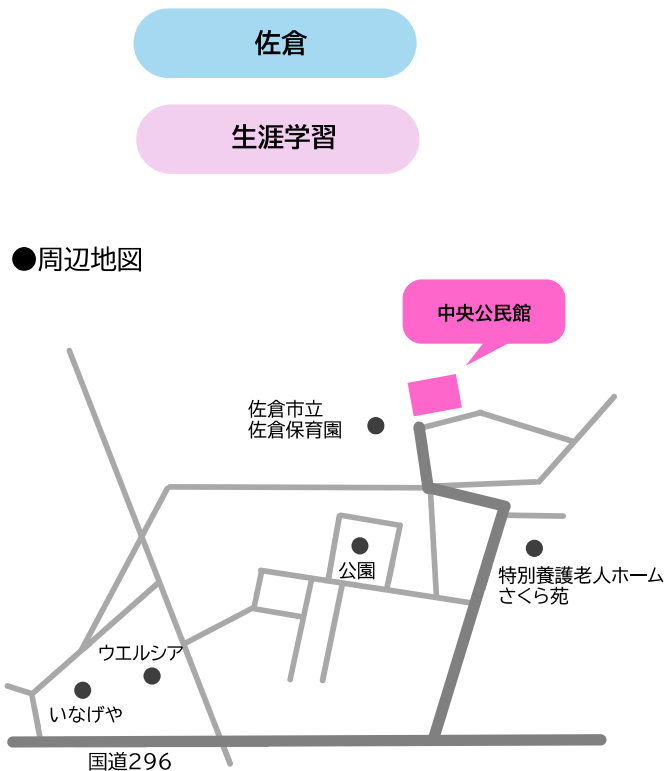 佐倉
生涯学習
●周辺地図
中央公民館
佐倉市立
佐倉保育園
公園
特別養護老人ホーム
さくら苑
ウエルシア
いなげや
国道296